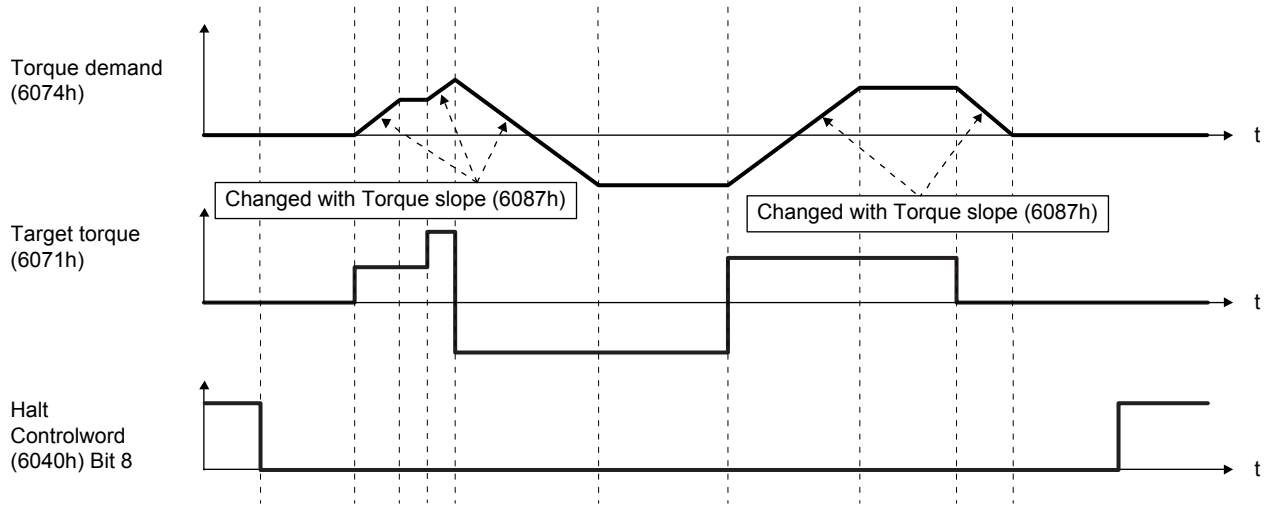 Torque demand
(6074h)
t
Changed with Torque slope (6087h)
Changed with Torque slope (6087h)
Target torque
(6071h)
t
Halt
Controlword
(6040h) Bit 8
t